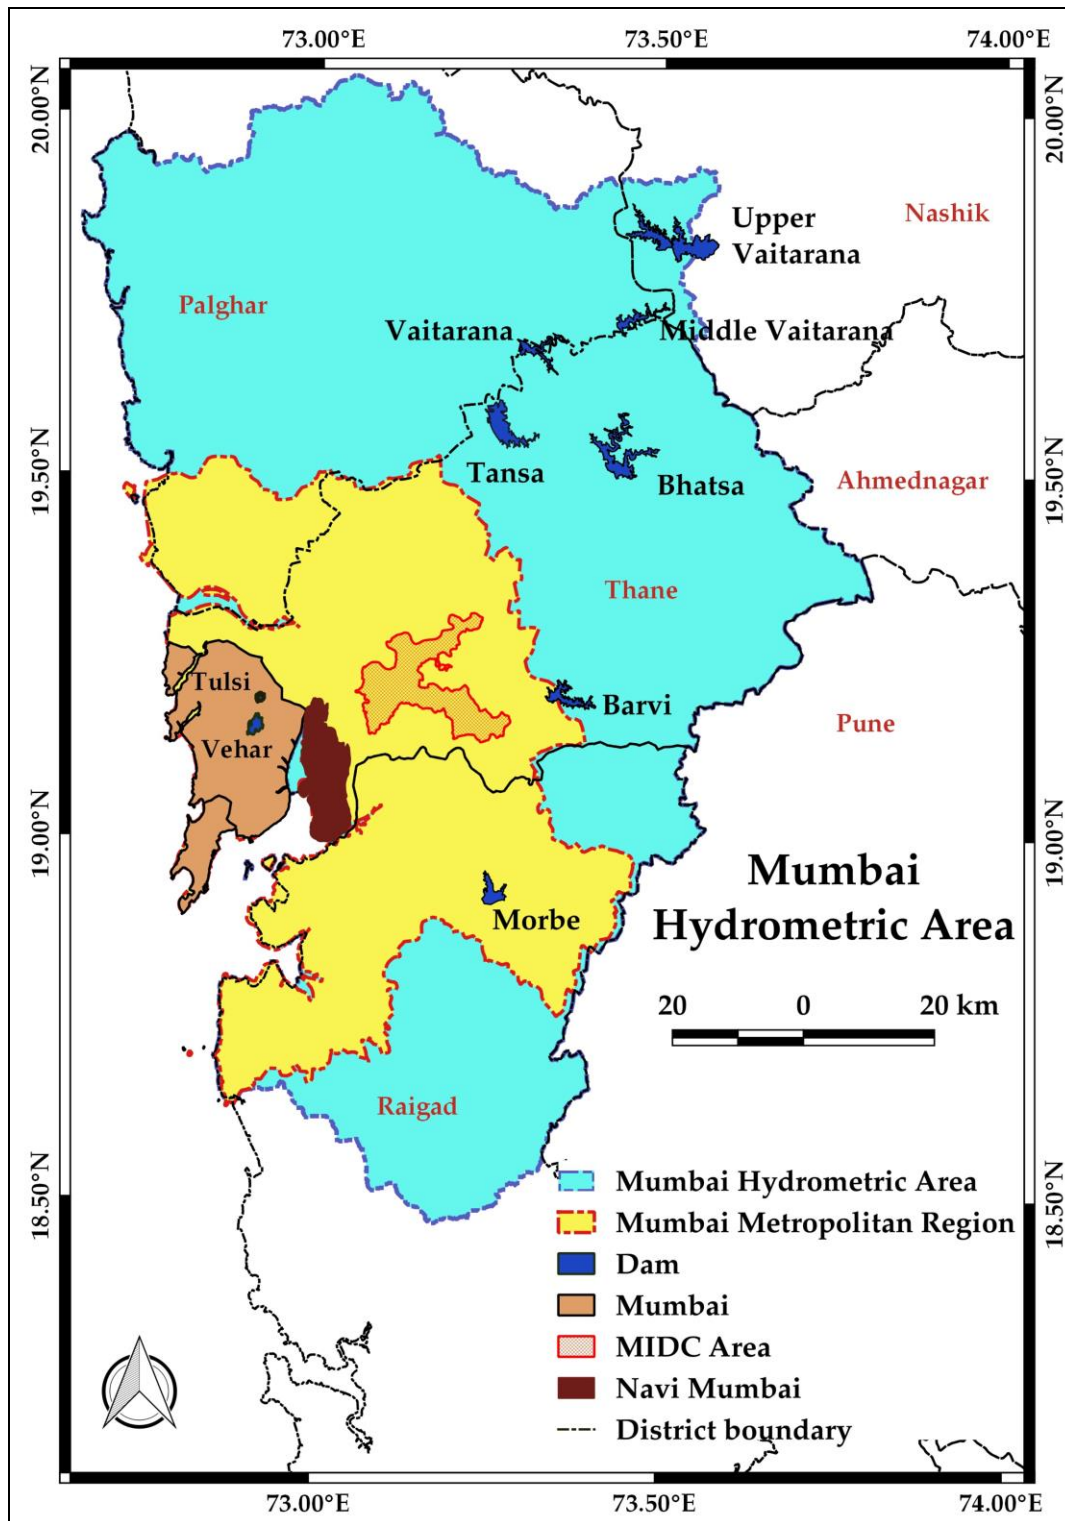 73.00°E
73.50°E
74.00°E
20.00°N
20.00°N
Nashik
Upper
Vaitarana
Palghar
Vaitarana
Middle Vaitarana
19.50°N
19.50°N
Tansa
Bhatsa
Ahmednagar
Thane
Tulsi
Barvi
Pune
Vehar
19.00°N
19.00°N
Mumbai
Hydrometric Area
Morbe
20 0 20 km
Raigad
18.50°N
18.50°N
Mumbai Hydrometric Area
Mumbai Metropolitan Region
Dam
Mumbai
MIDC Area
Navi Mumbai
District boundary
73.00°E
73.50°E
74.00°E